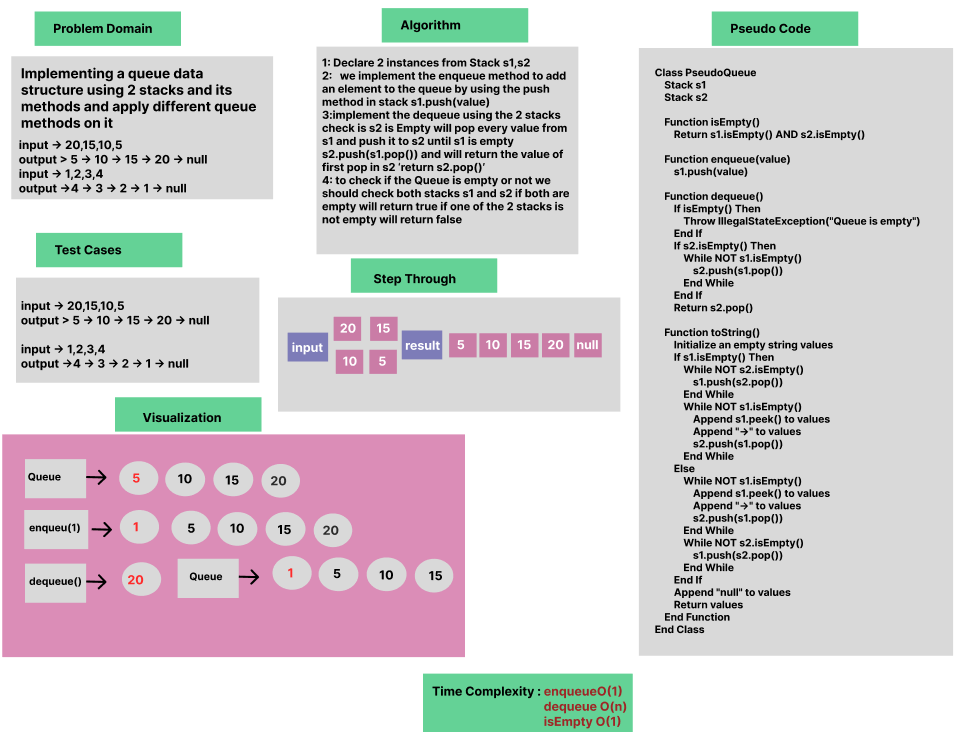 Problem Domain
Implementing a queue data
structure using 2 stacks and its
methods and apply different queue
methods on it
input → 20,15,10,5
output > 5 → 10 → 15 → 20 → null
input → 1,2,3,4
output →4 → 3 → 2 → 1 → null
Test Cases
input → 20,15,10,5
output > 5 → 10 → 15 → 20 → null
input → 1,2,3,4
output →4 → 3 → 2 → 1 → null
Algorithm
1: Declare 2 instances from Stack s1,s2
2: we implement the enqueue method to add
an element to the queue by using the push
method in stack s1.push(value)
3:implement the dequeue using the 2 stacks
check is s2 is Empty will pop every value from
s1 and push it to s2 until s1 is empty
s2.push(s1.pop()) and will return the value of
first pop in s2 'return s2.pop()'
4: to check if the Queue is empty or not we
should check both stacks s1 and s2 if both are
empty will return true if one of the 2 stacks is
not empty will return false
Step Through
input
20 15
10 5
result
5 10 15 20 null
Visualization
Queue → 5 10 15 20
enqueu(1) → 1 5 10 15 20
dequeue() → 20 Queue → 1 5 10 15
Pseudo Code
Class PseudoQueue
Stack s1
Stack s2
Function isEmpty()
Return s1.isEmpty() AND s2.isEmpty()
Function enqueue(value)
s1.push(value)
Function dequeue()
If isEmpty() Then
Throw IllegalStateException("Queue is empty")
End If
If s2.isEmpty() Then
While NOT s1.isEmpty()
s2.push(s1.pop())
End While
End If
Return s2.pop()
Function toString()
Initialize an empty string values
If s1.isEmpty() Then
While NOT s2.isEmpty()
s1.push(s2.pop())
End While
While NOT s1.isEmpty()
Append s1.peek() to values
Append "→" to values
s2.push(s1.pop())
End While
Else
While NOT s1.isEmpty()
Append s1.peek() to values
Append "→" to values
s2.push(s1.pop())
End While
While NOT s2.isEmpty()
s1.push(s2.pop())
End While
End If
Append "null" to values
Return values
End Function
End Class
Time Complexity : enqueueO(1)
dequeue O(n)
isEmpty O(1)